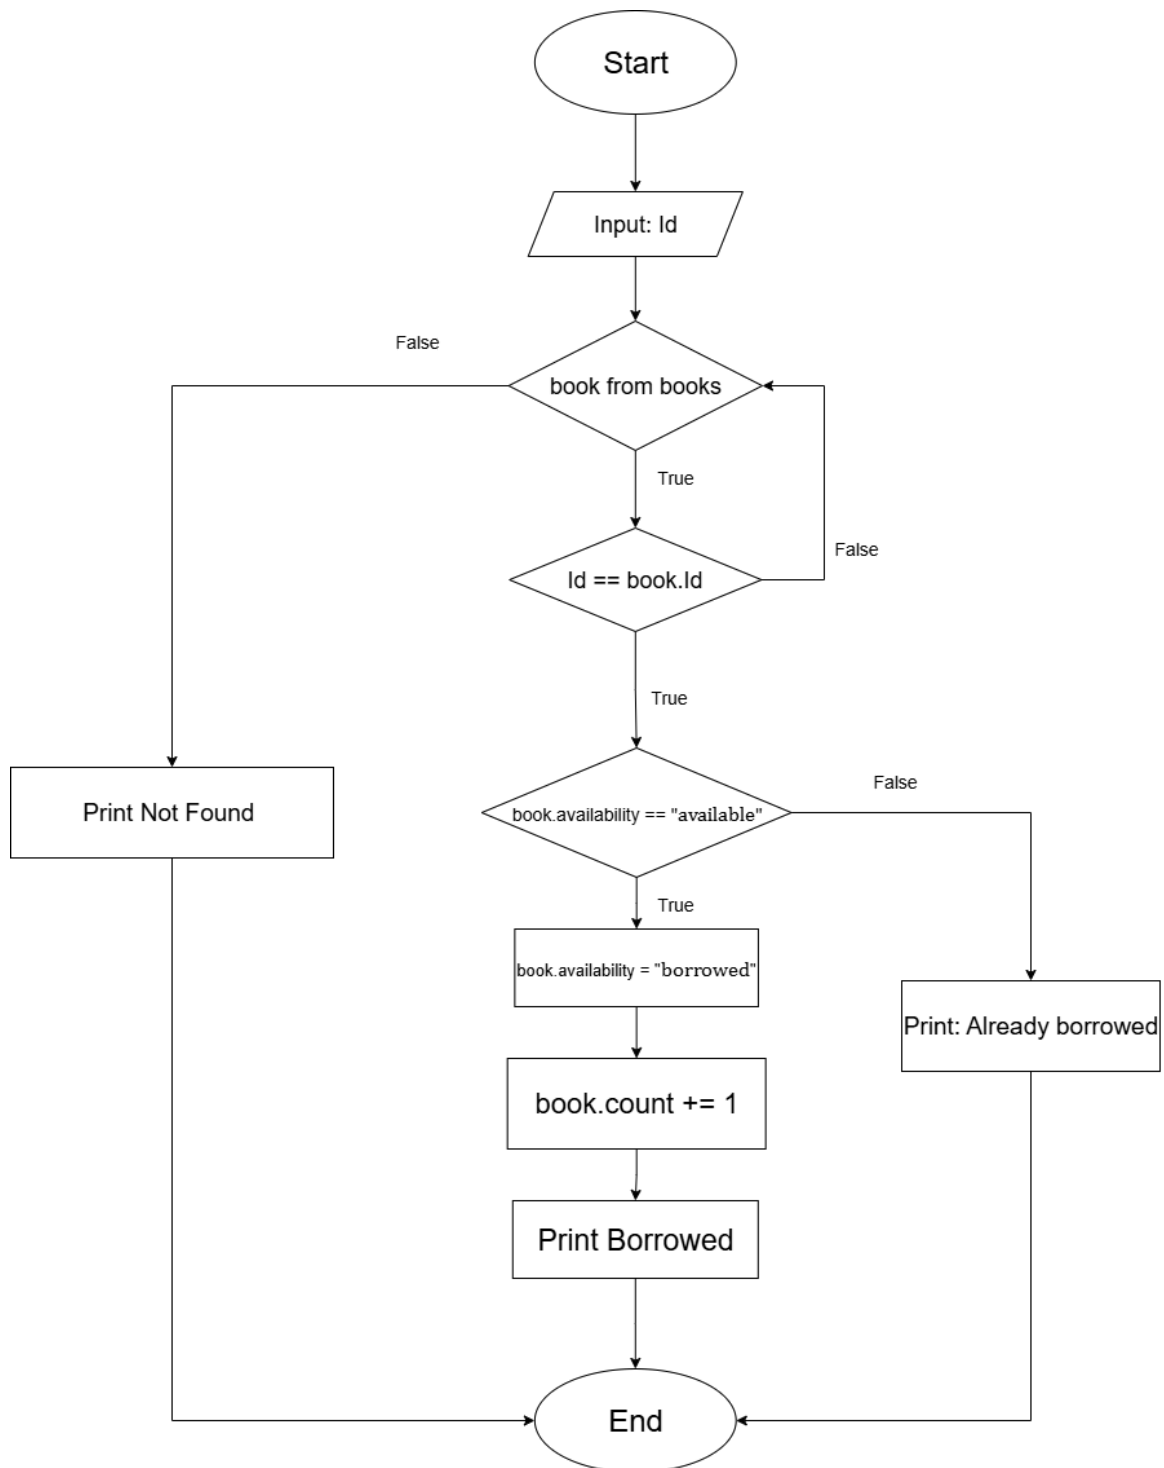 Start
Input: Id
False
book from books
True
False
Id == book.Id
True
Print Not Found
False
book.availability == "available"
True
book.availability = "borrowed"
Print: Already borrowed
book.count += 1
Print Borrowed
End